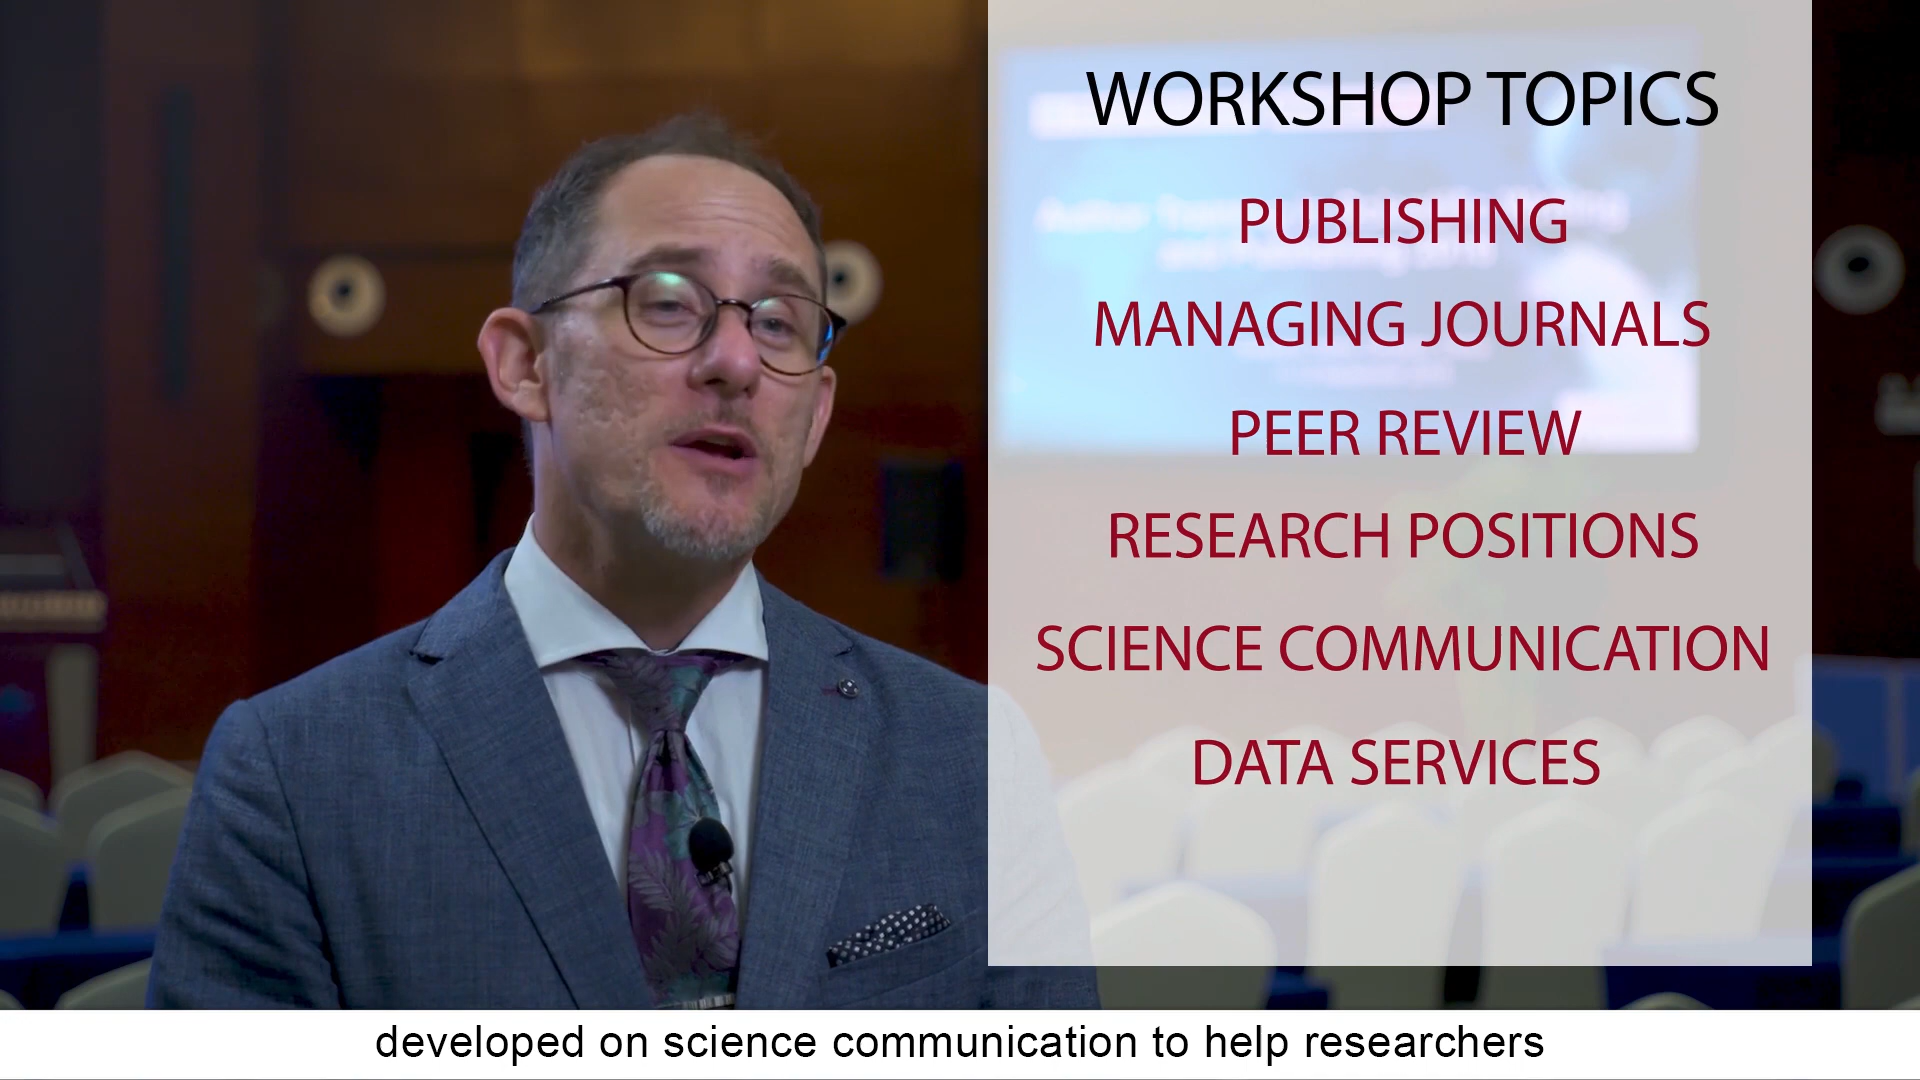 WORKSHOP TOPICS
PUBLISHING
MANAGING JOURNALS
PEER REVIEW
RESEARCH POSITIONS
SCIENCE COMMUNICATION
DATA SERVICES
developed on science communication to help researchers